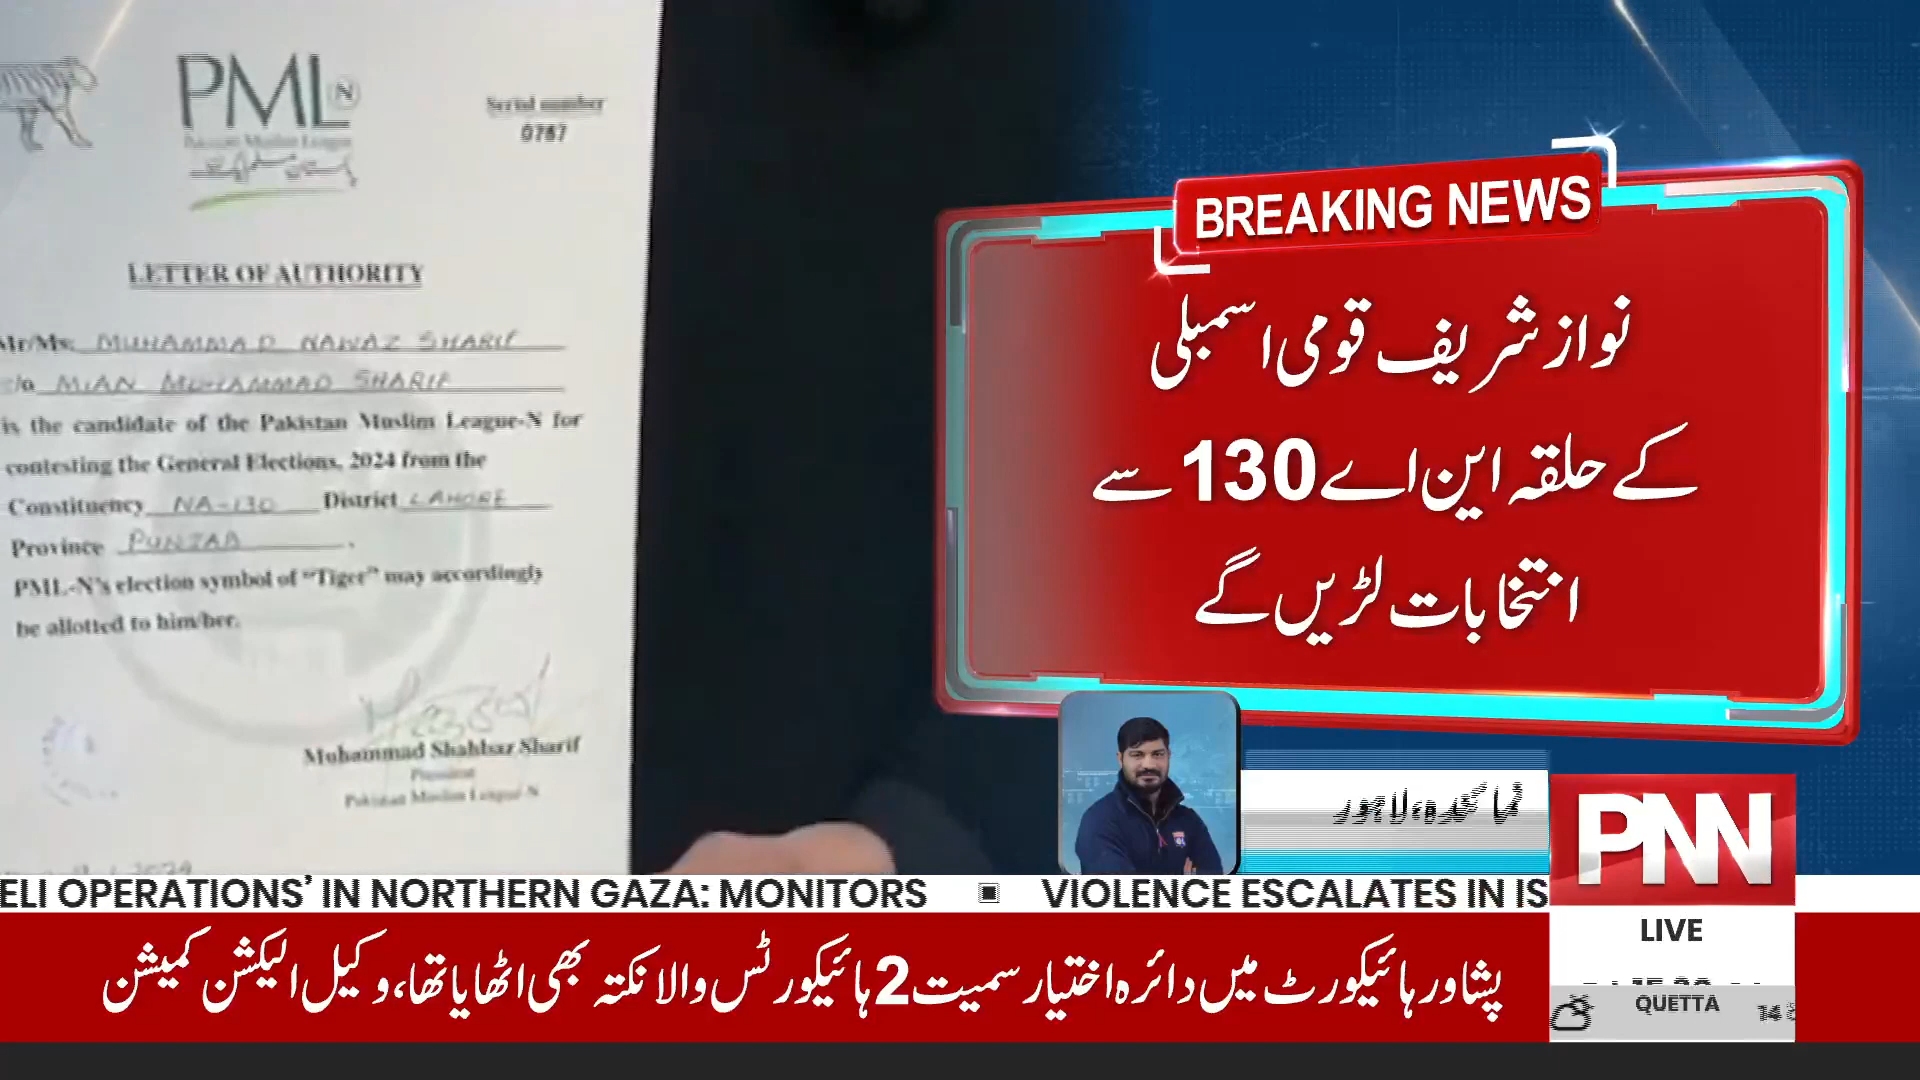 PML N
Pakistan Muslim League
Serial number
0787
LETTER OF AUTHORITY
Mr/Ms. MUHAMMAD NAWAZ SHARIF
s/o MIAN MUHAMMAD SHARIF
is the candidate of the Pakistan Muslim League-N for
contesting the General Elections, 2024 from the
Constituency NA-130 District LAHORE
Province PUNJAB.
PML-N's election symbol of “Tiger” may accordingly
be allotted to him/her.
Muhammad Shahbaz Sharif
President
Pakistan Muslim League-N
BREAKING NEWS
نواز شریف قومی اسمبلی
کے حلقہ این اے 130 سے
انتخابات لڑیں گے
نمائندہ، لاہور
PNN
LIVE
QUETTA
14
ELI OPERATIONS' IN NORTHERN GAZA: MONITORS VIOLENCE ESCALATES IN IS
پشاور ہائیکورٹ میں دائرہ اختیار سمیت 2 ہائیکورٹس والا نکتہ بھی اٹھایا تھا، وکیل الیکشن کمیشن